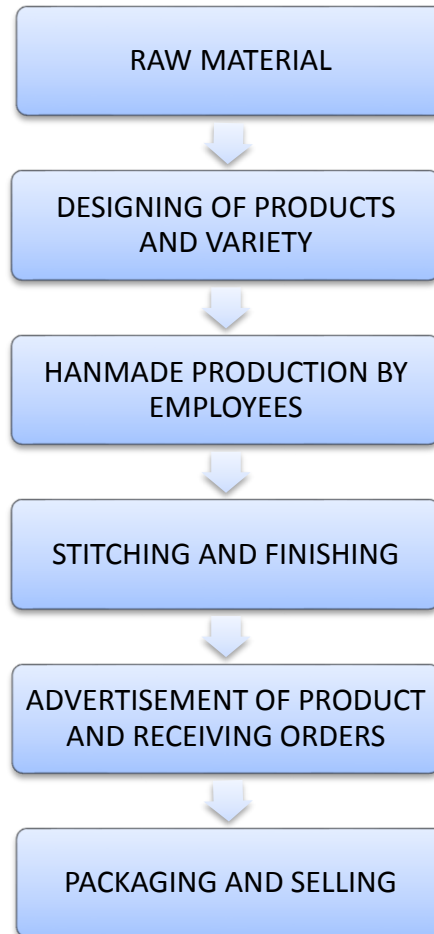 RAW MATERIAL
DESIGNING OF PRODUCTS
AND VARIETY
HANMADE PRODUCTION BY
EMPLOYEES
STITCHING AND FINISHING
ADVERTISEMENT OF PRODUCT
AND RECEIVING ORDERS
PACKAGING AND SELLING